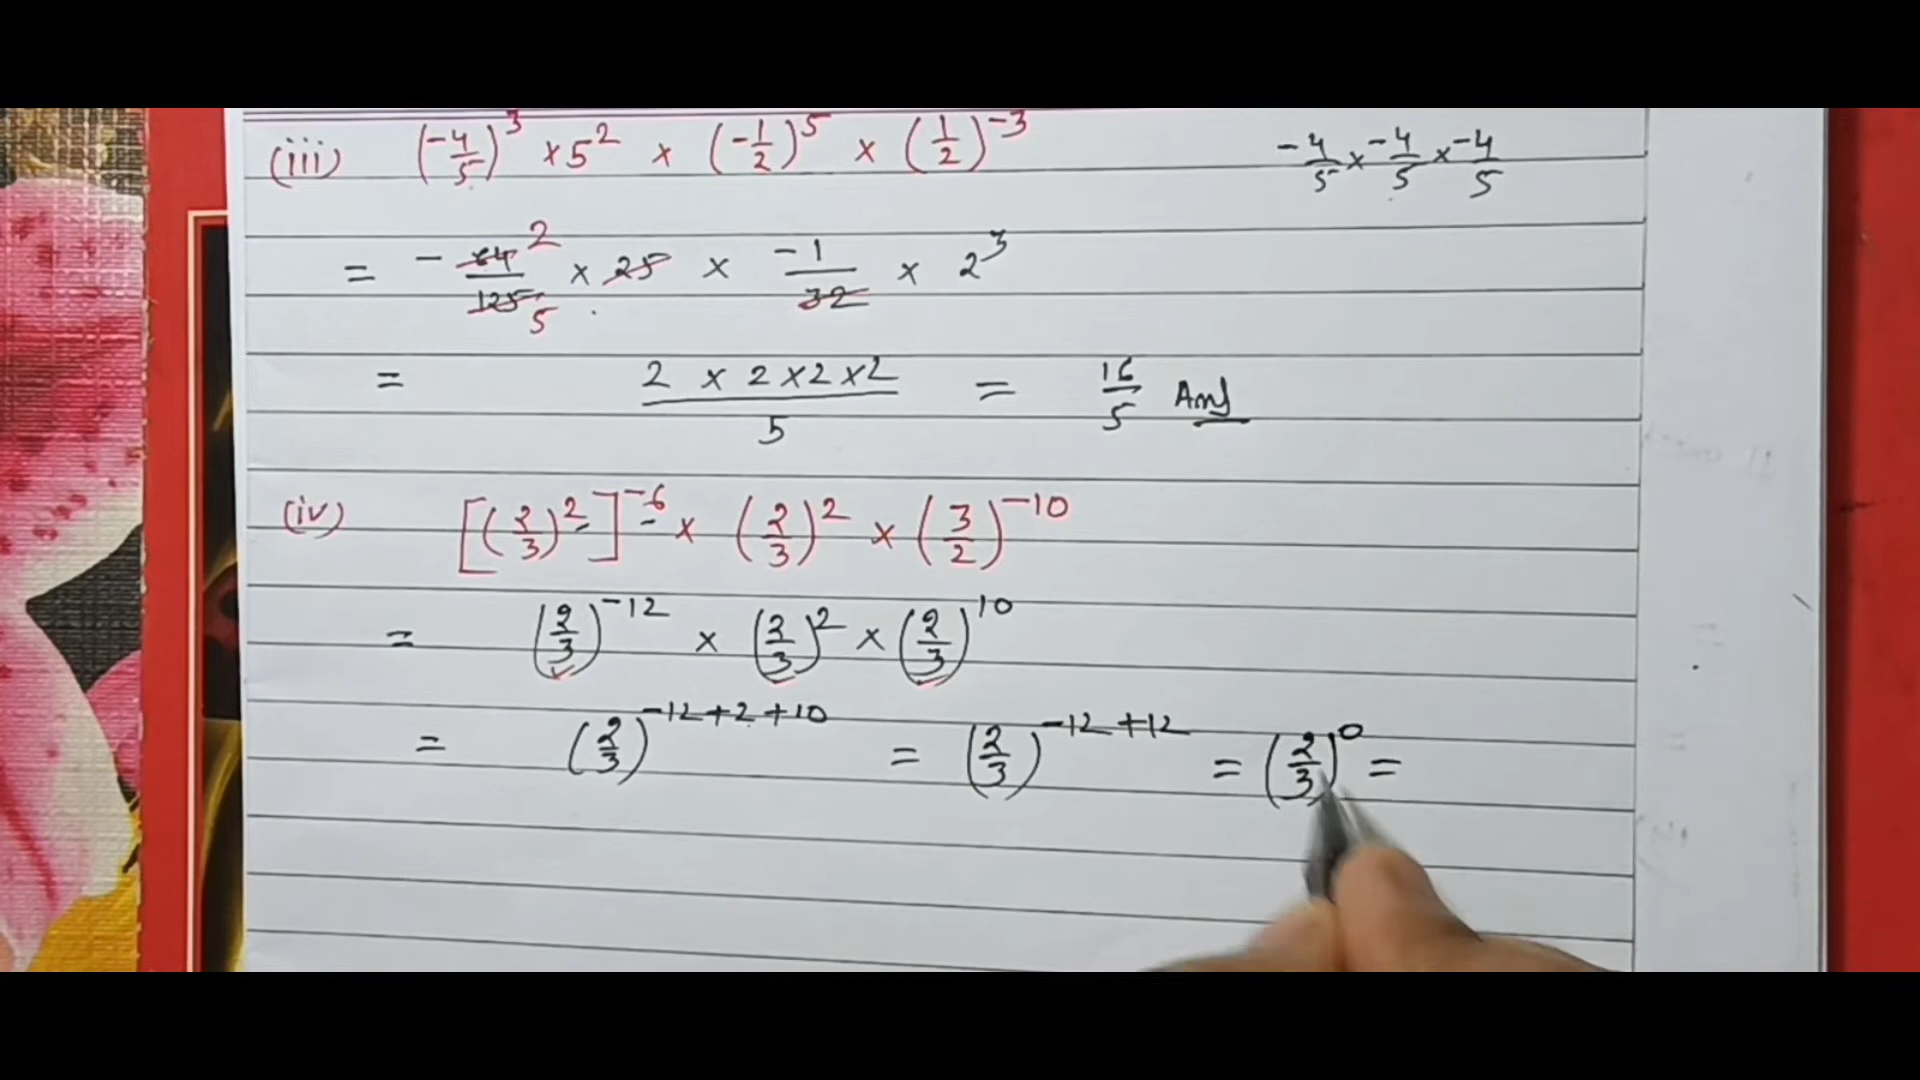 (iii) (-4/5)^3 × 5^2 × (-1/2)^5 × (1/2)^-3
-4/5 × -4/5 × -4/5
= - 64/125 2 5 × 25 × -1/32 × 2^3
= 2 × 2 × 2 × 2 / 5 = 16/5 Ans
(iv) [(2/3)^2]^-6 × (2/3)^2 × (3/2)^-10
= (2/3)^-12 × (2/3)^2 × (2/3)^10
= (2/3)^-12+2+10 = (2/3)^-12+12 = (2/3)^0 =